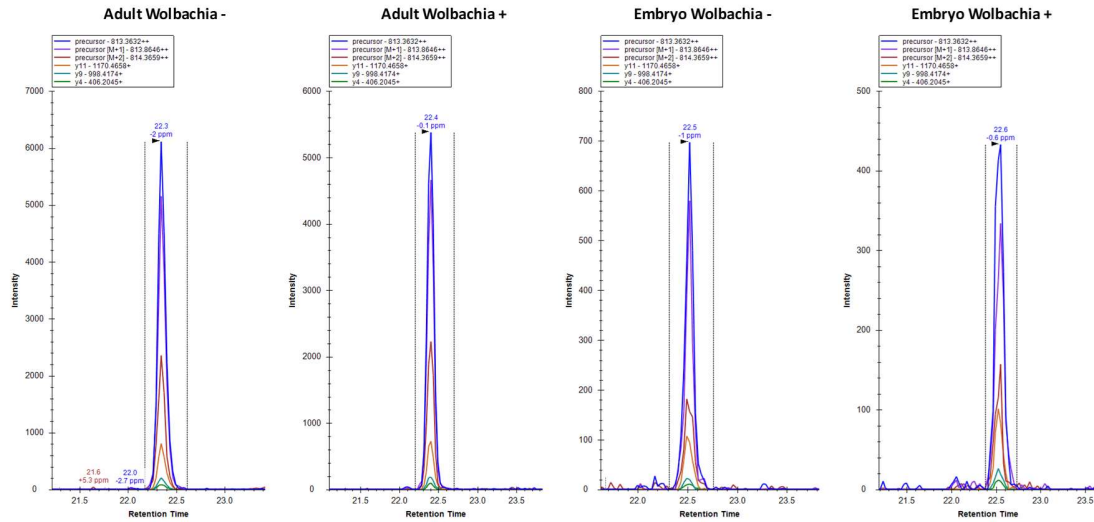 Adult Wolbachia -
precursor - 813.3632++
precursor [M+1] - 813.8646++
precursor [M+2] - 814.3659++
y11 - 1170.4658+
y9 - 998.4174+
y4 - 406.2045+
7000
6000
5000
4000
3000
2000
1000
0
Intensity
22.3
-2 ppm
21.6
+5.3 ppm
22.0
-2.7 ppm
21.5
22.0
22.5
23.0
Retention Time
Adult Wolbachia +
precursor - 813.3632++
precursor [M+1] - 813.8646++
precursor [M+2] - 814.3659++
y11 - 1170.4658+
y9 - 998.4174+
y4 - 406.2045+
6000
5000
4000
3000
2000
1000
0
Intensity
22.4
-0.1 ppm
21.5
22.0
22.5
23.0
23.5
Retention Time
Embryo Wolbachia -
precursor - 813.3632++
precursor [M+1] - 813.8646++
precursor [M+2] - 814.3659++
y11 - 1170.4658+
y9 - 998.4174+
y4 - 406.2045+
800
700
600
500
400
300
200
100
0
Intensity
22.5
-1 ppm
22.0
22.5
23.0
23.5
Retention Time
Embryo Wolbachia +
precursor - 813.3632++
precursor [M+1] - 813.8646++
precursor [M+2] - 814.3659++
y11 - 1170.4658+
y9 - 998.4174+
y4 - 406.2045+
500
400
300
200
100
0
Intensity
22.6
-0.6 ppm
21.5
22.0
22.5
23.0
23.5
Retention Time